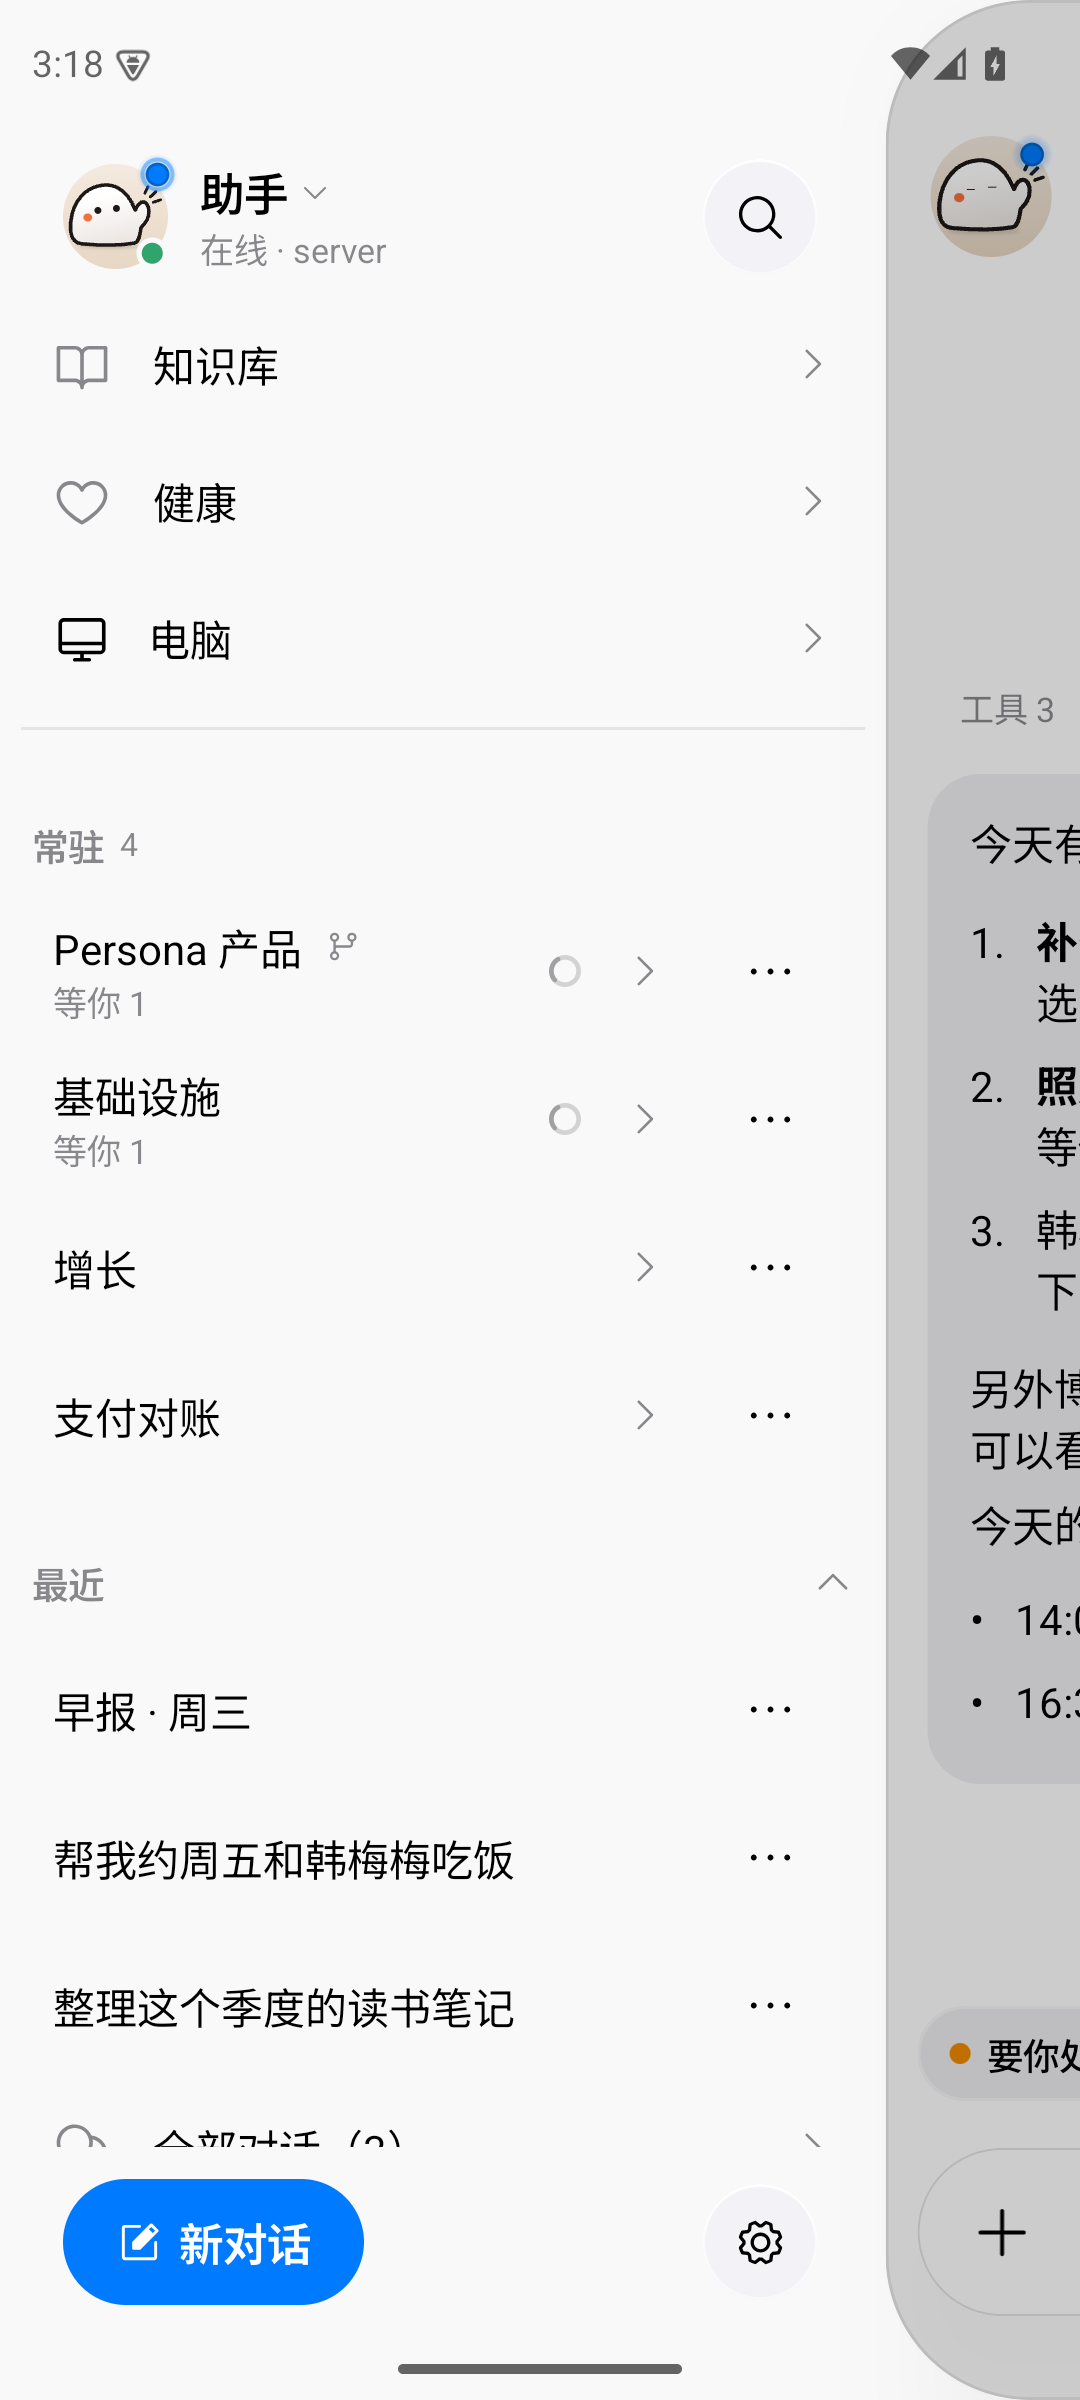 3:18
助手
在线 · server
知识库
健康
电脑
工具 3
常驻 4
今天有
Persona 产品
等你 1
1. 补
选
基础设施
等你 1
2. 照
等
增长
3. 韩
下
支付对账
另外博
可以看
今天的
最近
• 14:0
早报 · 周三
• 16:3
帮我约周五和韩梅梅吃饭
整理这个季度的读书笔记
要你处
全部对话（3）
新对话